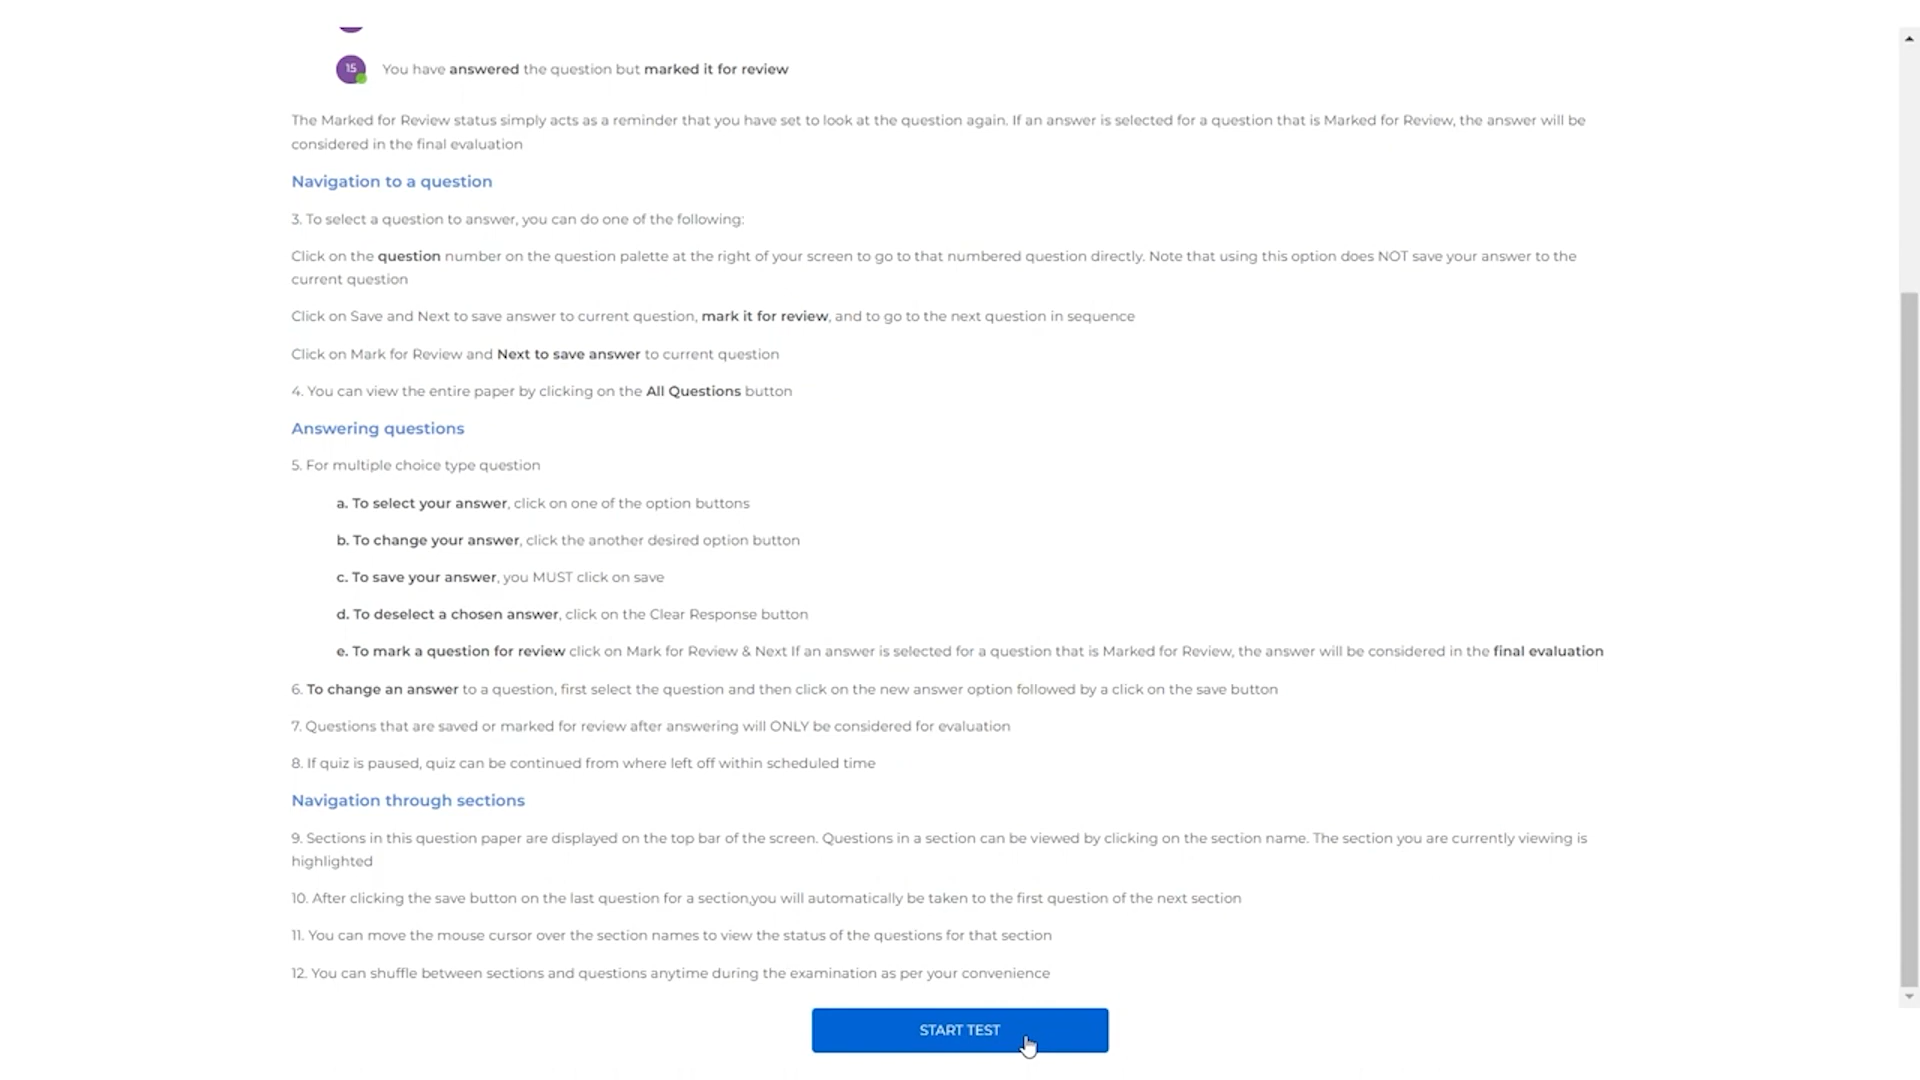 15 You have answered the question but marked it for review
The Marked for Review status simply acts as a reminder that you have set to look at the question again. If an answer is selected for a question that is Marked for Review, the answer will be
considered in the final evaluation
Navigation to a question
3. To select a question to answer, you can do one of the following:
Click on the question number on the question palette at the right of your screen to go to that numbered question directly. Note that using this option does NOT save your answer to the
current question
Click on Save and Next to save answer to current question, mark it for review, and to go to the next question in sequence
Click on Mark for Review and Next to save answer to current question
4. You can view the entire paper by clicking on the All Questions button
Answering questions
5. For multiple choice type question
a. To select your answer, click on one of the option buttons
b. To change your answer, click the another desired option button
c. To save your answer, you MUST click on save
d. To deselect a chosen answer, click on the Clear Response button
e. To mark a question for review click on Mark for Review & Next If an answer is selected for a question that is Marked for Review, the answer will be considered in the final evaluation
6. To change an answer to a question, first select the question and then click on the new answer option followed by a click on the save button
7. Questions that are saved or marked for review after answering will ONLY be considered for evaluation
8. If quiz is paused, quiz can be continued from where left off within scheduled time
Navigation through sections
9. Sections in this question paper are displayed on the top bar of the screen. Questions in a section can be viewed by clicking on the section name. The section you are currently viewing is
highlighted
10. After clicking the save button on the last question for a section,you will automatically be taken to the first question of the next section
11. You can move the mouse cursor over the section names to view the status of the questions for that section
12. You can shuffle between sections and questions anytime during the examination as per your convenience
START TEST